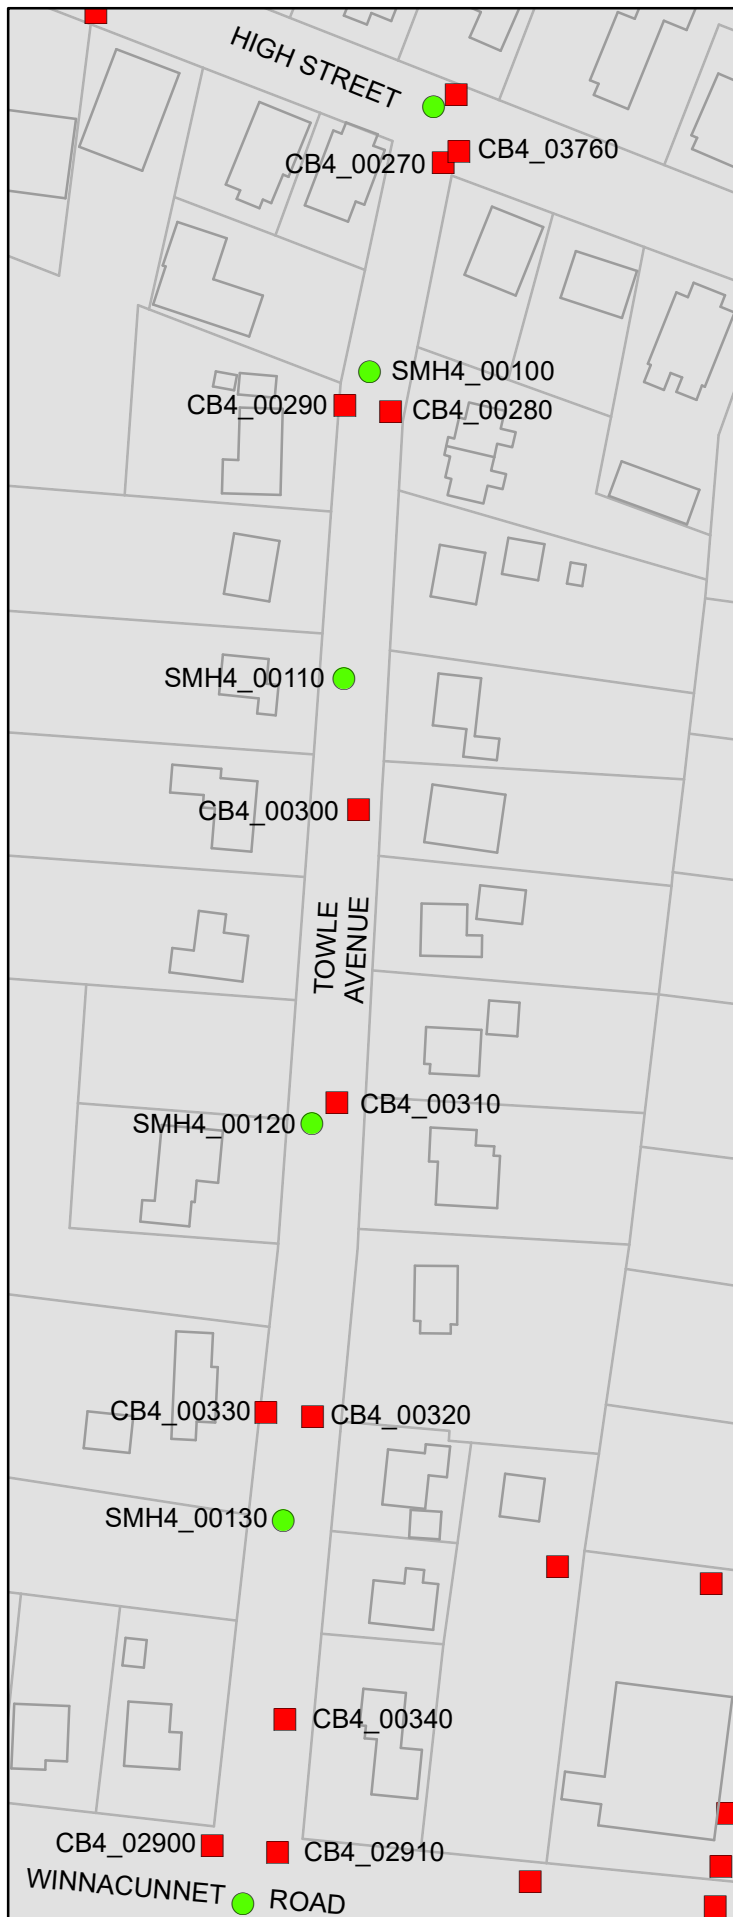 HIGH STREET
CB4_03760
CB4_00270
SMH4_00100
CB4_00290
CB4_00280
SMH4_00110
CB4_00300
TOWLE
AVENUE
CB4_00310
SMH4_00120
CB4_00330
CB4_00320
SMH4_00130
CB4_00340
CB4_02900
CB4_02910
WINNACUNNET ROAD